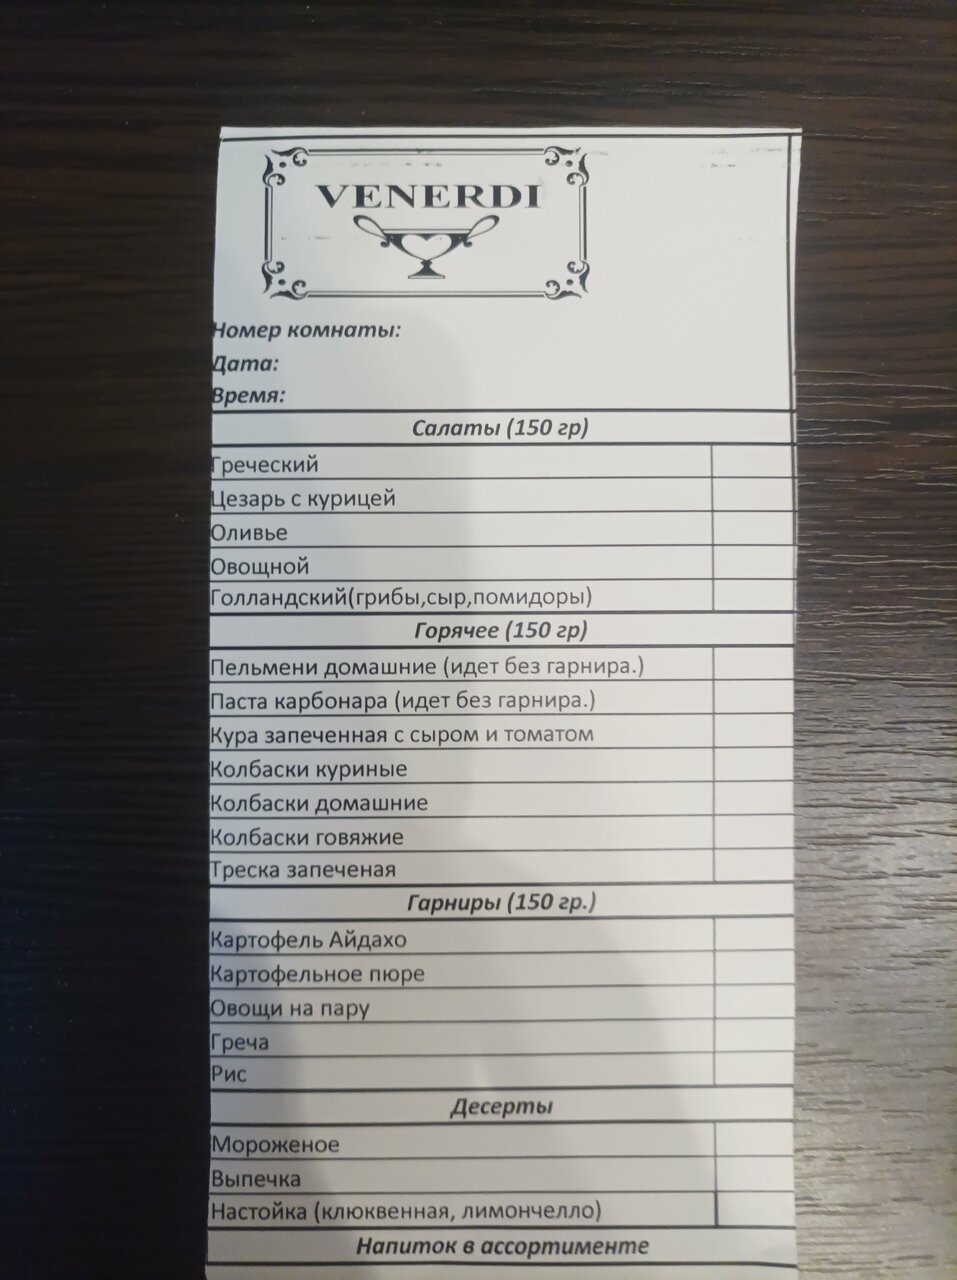 VENERDI
Номер комнаты:
Дата:
Время:
Салаты (150 гр)
Греческий
Цезарь с курицей
Оливье
Овощной
Голландский(грибы,сыр,помидоры)
Горячее (150 гр)
Пельмени домашние (идет без гарнира.)
Паста карбонара (идет без гарнира.)
Кура запеченная с сыром и томатом
Колбаски куриные
Колбаски домашние
Колбаски говяжие
Треска запеченая
Гарниры (150 гр.)
Картофель Айдахо
Картофельное пюре
Овощи на пару
Греча
Рис
Десерты
Мороженое
Выпечка
Настойка (клюквенная, лимончелло)
Напиток в ассортименте